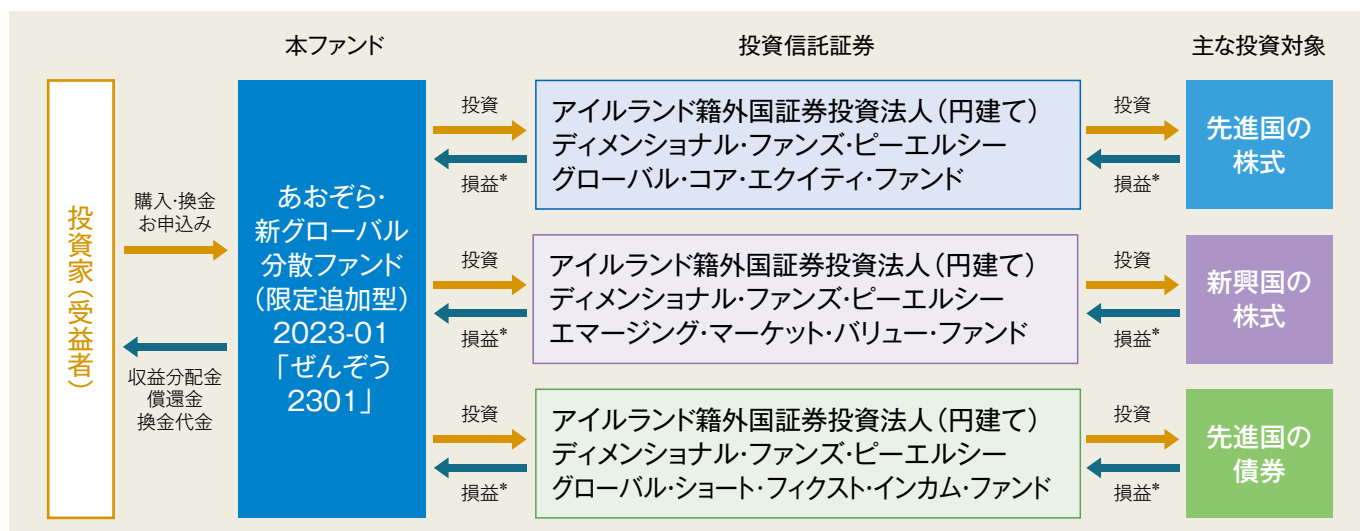 本ファンド
投資信託証券
主な投資対象
投資家（受益者）
購入・換金
お申込み
収益分配金
償還金
換金代金
あおぞら・
新グローバル
分散ファンド
（限定追加型）
2023-01
「ぜんぞう
2301」
投資
損益*
アイルランド籍外国証券投資法人（円建て）
ディメンショナル・ファンズ・ピーエルシー
グローバル・コア・エクイティ・ファンド
投資
損益*
先進国の
株式
投資
損益*
アイルランド籍外国証券投資法人（円建て）
ディメンショナル・ファンズ・ピーエルシー
エマージング・マーケット・バリュー・ファンド
投資
損益*
新興国の
株式
投資
損益*
アイルランド籍外国証券投資法人（円建て）
ディメンショナル・ファンズ・ピーエルシー
グローバル・ショート・フィクスト・インカム・ファンド
投資
損益*
先進国の
債券